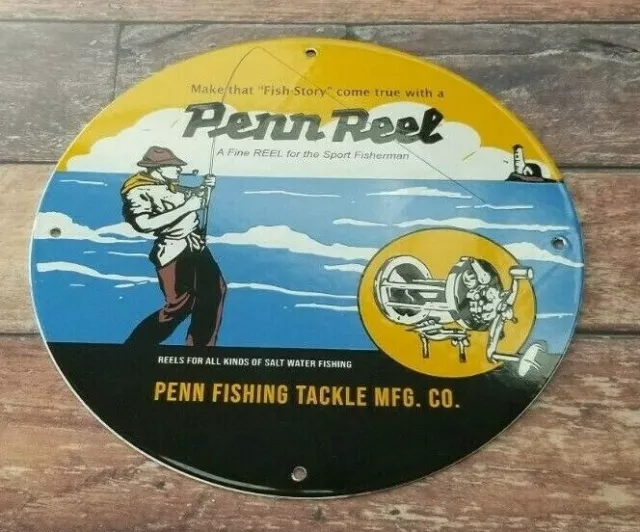 Make that "Fish-Story" come true with a
Penn Reel
A Fine REEL for the Sport Fisherman
REELS FOR ALL KINDS OF SALT WATER FISHING
PENN FISHING TACKLE MFG. CO.